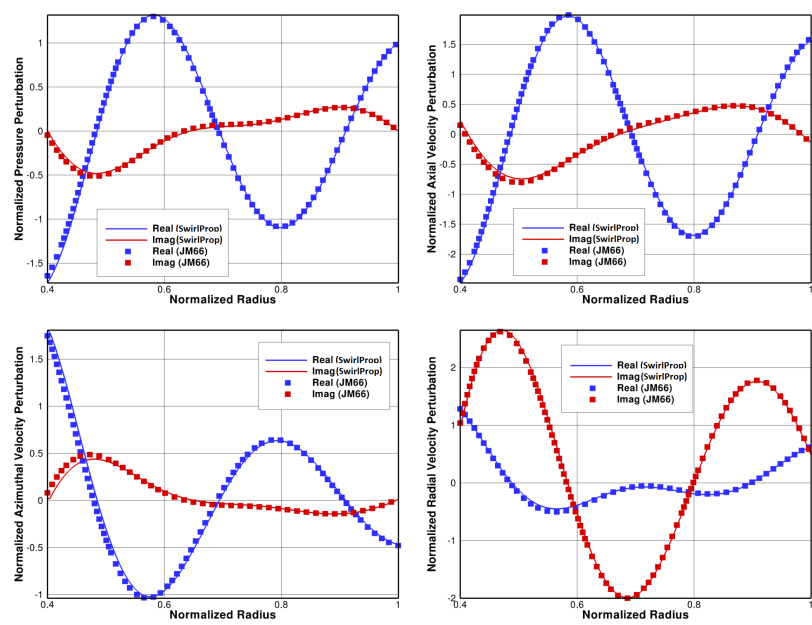 Normalized Pressure Perturbation
1
0.5
0
-0.5
-1
-1.5
Real (SwirlProp)
Imag(SwirlProp)
Real (JM66)
Imag (JM66)
0.4 0.6 0.8 1
Normalized Radius
Normalized Axial Velocity Perturbation
1.5
1
0.5
0
-0.5
-1
-1.5
-2
Real (SwirlProp)
Imag(SwirlProp)
Real (JM66)
Imag (JM66)
0.4 0.6 0.8 1
Normalized Radius
Normalized Azimuthal Velocity Perturbation
1.5
1
0.5
0
-0.5
-1
Real (SwirlProp)
Imag(SwirlProp)
Real (JM66)
Imag (JM66)
0.4 0.6 0.8 1
Normalized Radius
Normalized Radial Velocity Perturbation
2
1
0
-1
-2
Real (SwirlProp)
Imag(SwirlProp)
Real (JM66)
Imag (JM66)
0.4 0.6 0.8 1
Normalized Radius